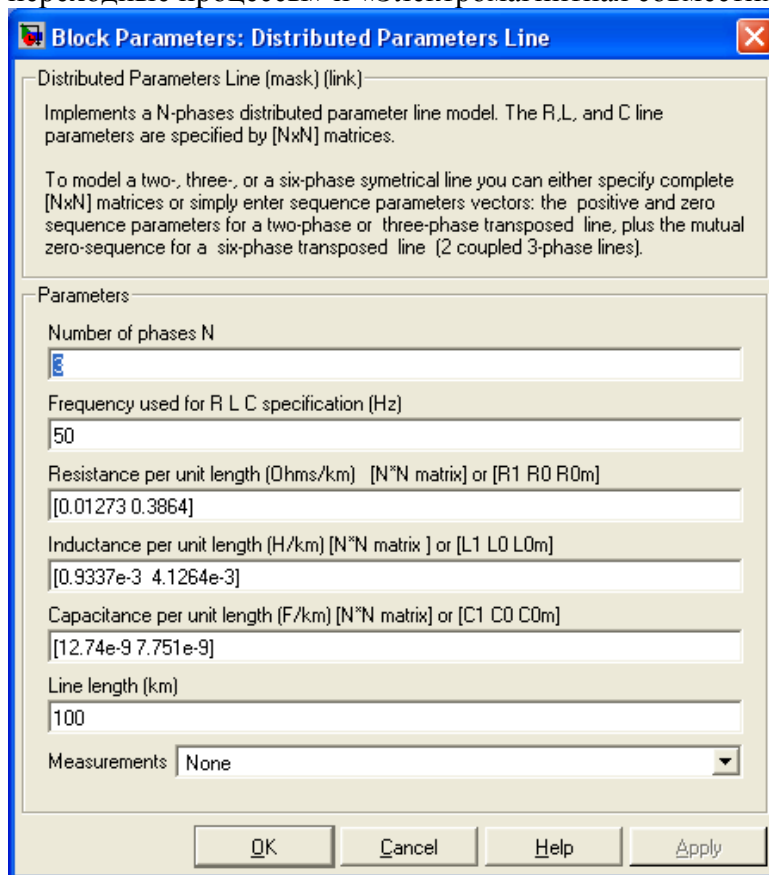 переходные процессы» и «Электромагнитная совмести
Block Parameters: Distributed Parameters Line
Distributed Parameters Line (mask) (link)
Implements a N-phases distributed parameter line model. The R,L, and C line
parameters are specified by [NxN] matrices.
To model a two-, three-, or a six-phase symetrical line you can either specify complete
[NxN] matrices or simply enter sequence parameters vectors: the positive and zero
sequence parameters for a two-phase or three-phase transposed line, plus the mutual
zero-sequence for a six-phase transposed line (2 coupled 3-phase lines).
Parameters
Number of phases N
3
Frequency used for R L C specification (Hz)
50
Resistance per unit length (Ohms/km) [N*N matrix] or [R1 R0 R0m]
[0.01273 0.3864]
Inductance per unit length (H/km) [N*N matrix ] or [L1 L0 L0m]
[0.9337e-3 4.1264e-3]
Capacitance per unit length (F/km) [N*N matrix] or [C1 C0 C0m]
[12.74e-9 7.751e-9]
Line length (km)
100
Measurements None
OK Cancel Help Apply